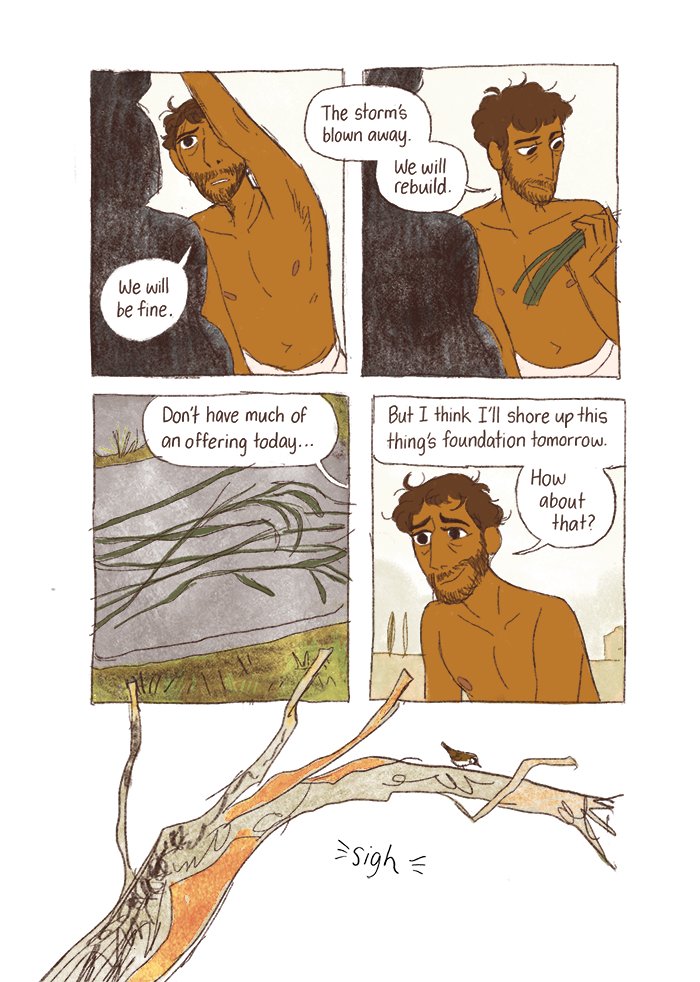 We will
be fine.
The storm's
blown away.
We will
rebuild.
Don't have much of
an offering today...
But I think I'll shore up this
thing's foundation tomorrow.
How
about
that?
sigh